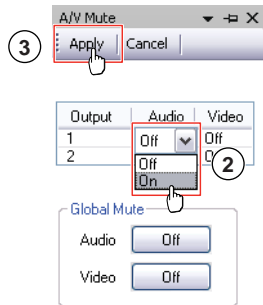 A/V Mute
3
Apply Cancel
Output Audio Video
1 Off Off
2 Off
On
2
Global Mute
Audio Off
Video Off